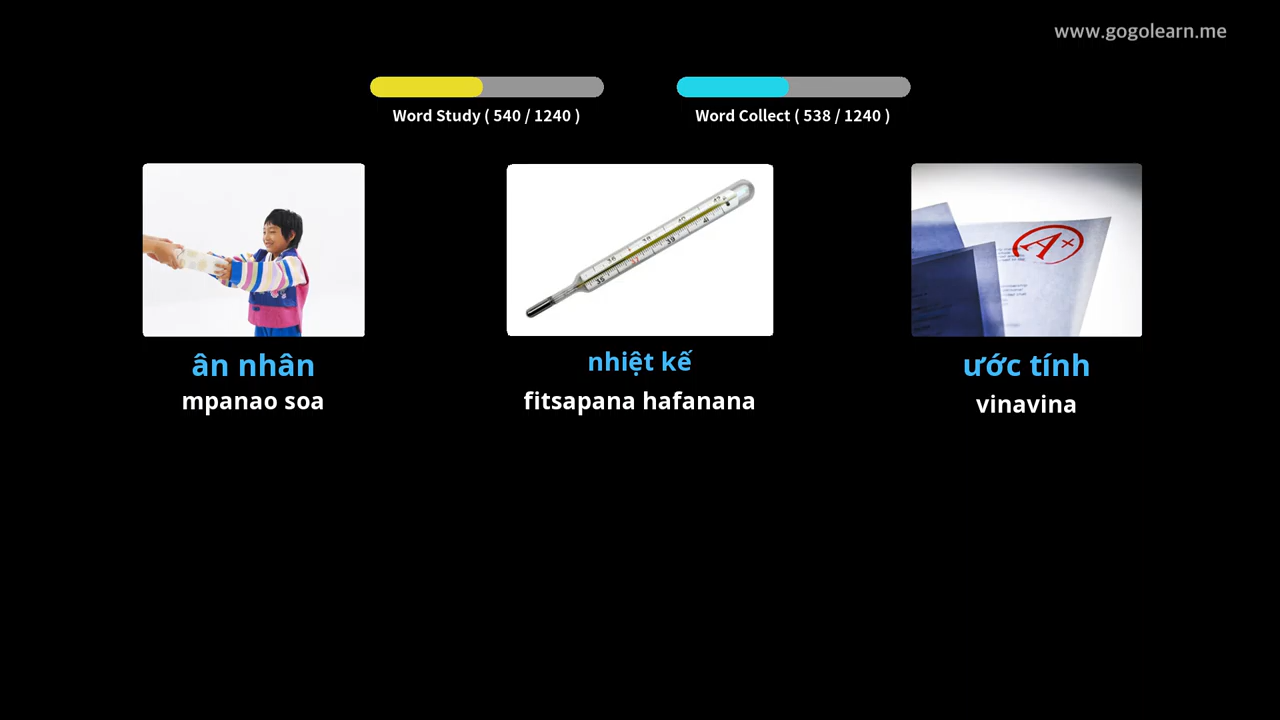 www.gogolearn.me
Word Study ( 540 / 1240 )
Word Collect ( 538 / 1240 )
A+
ân nhân
nhiệt kế
ước tính
mpanao soa
fitsapana hafanana
vinavina